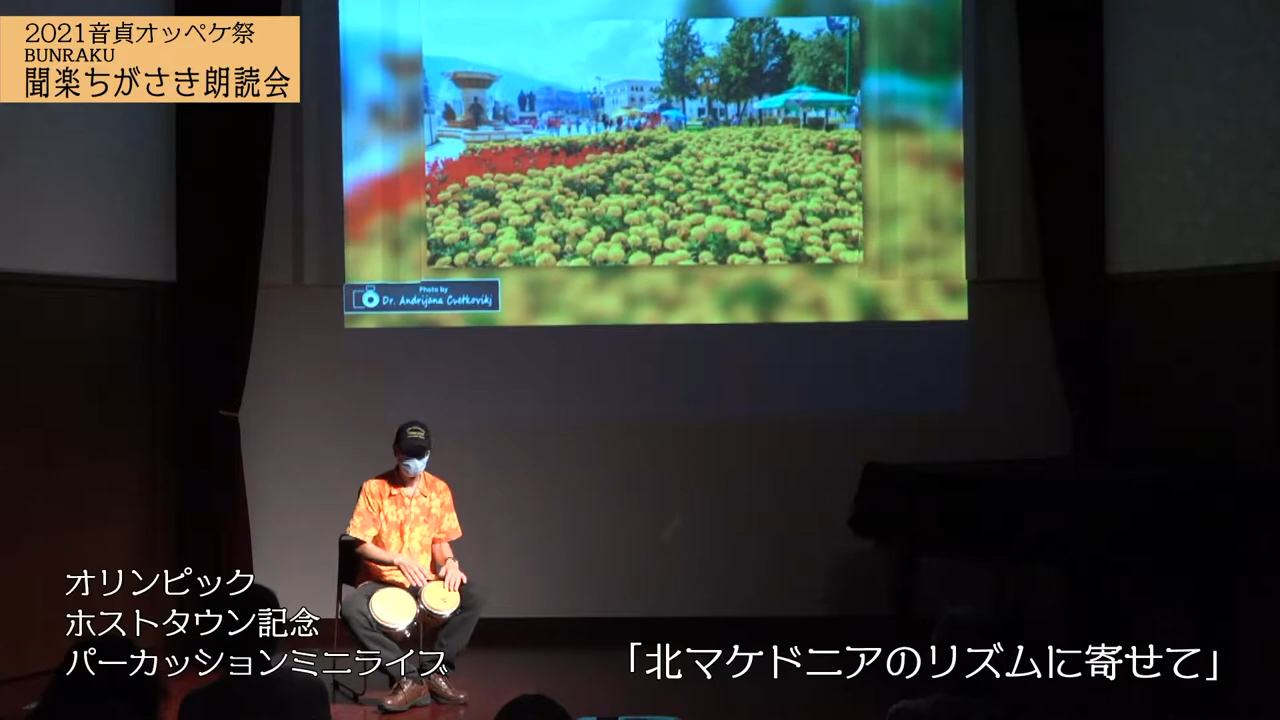 2021音貞オッペケ祭
BUNRAKU
聞楽ちがさき朗読会
Photo by
Dr. Andrijana Cvetkovikj
オリンピック
ホストタウン記念
パーカッションミニライブ
「北マケドニアのリズムに寄せて」